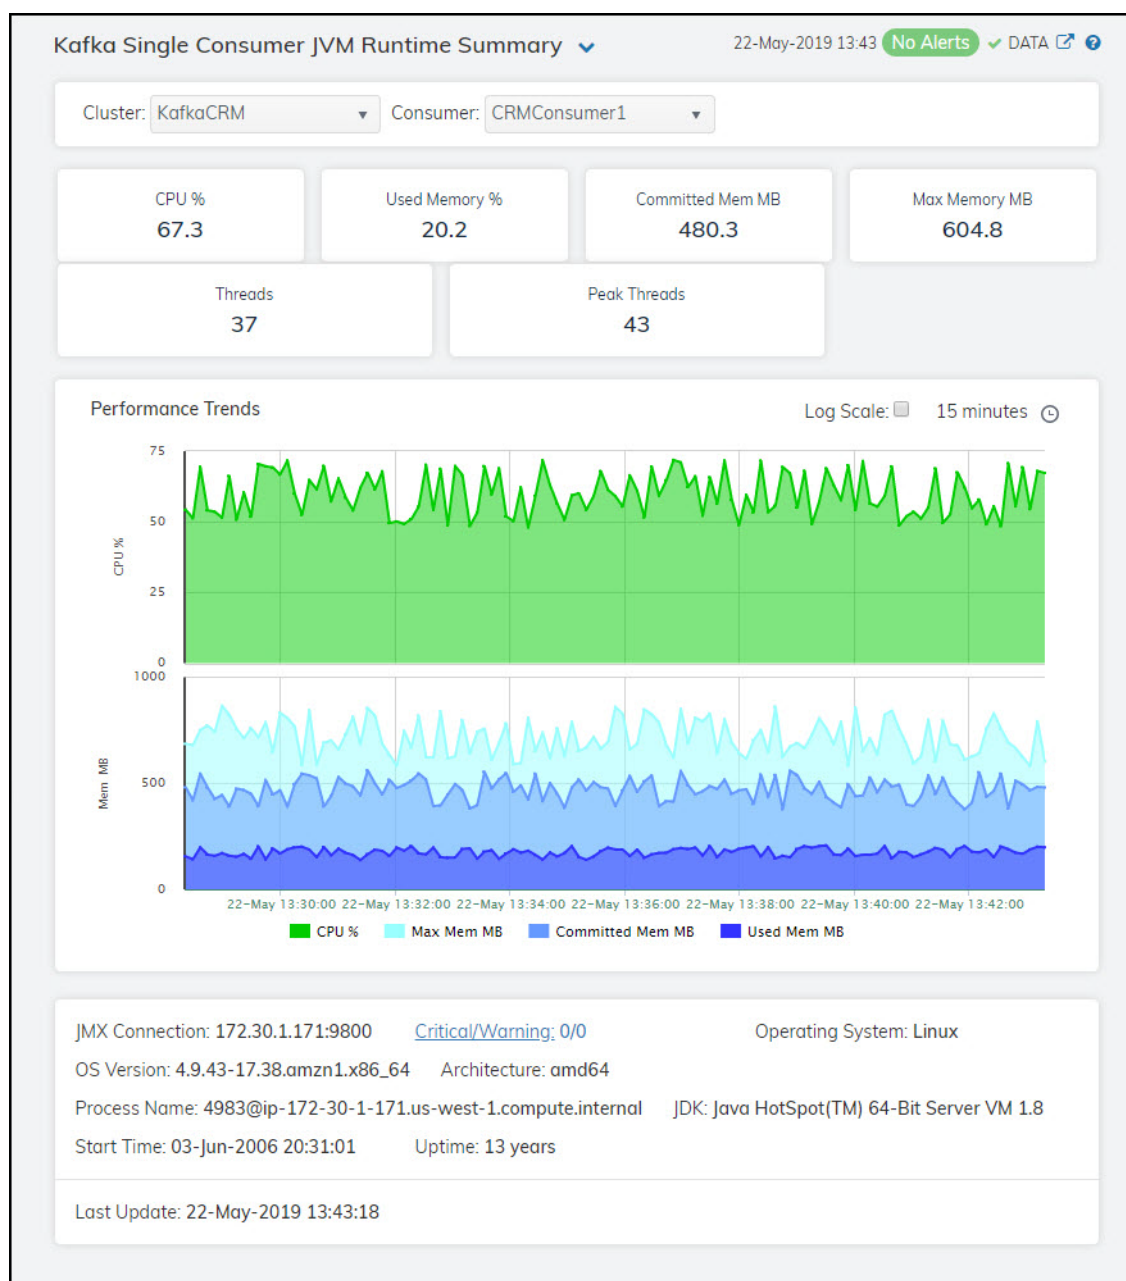 Kafka Single Consumer JVM Runtime Summary 22-May-2019 13:43 No Alerts DATA
Cluster: KafkaCRM Consumer: CRMConsumer1
CPU % Used Memory % Committed Mem MB Max Memory MB
67.3 20.2 480.3 604.8
Threads Peak Threads
37 43
Performance Trends Log Scale: 15 minutes
75
50
25
0
CPU %
1000
500
0
Mem MB
22-May 13:30:00 22-May 13:32:00 22-May 13:34:00 22-May 13:36:00 22-May 13:38:00 22-May 13:40:00 22-May 13:42:00
CPU % Max Mem MB Committed Mem MB Used Mem MB
JMX Connection: 172.30.1.171:9800 Critical/Warning: 0/0 Operating System: Linux
OS Version: 4.9.43-17.38.amzn1.x86_64 Architecture: amd64
Process Name: 4983@ip-172-30-1-171.us-west-1.compute.internal JDK: Java HotSpot(TM) 64-Bit Server VM 1.8
Start Time: 03-Jun-2006 20:31:01 Uptime: 13 years
Last Update: 22-May-2019 13:43:18